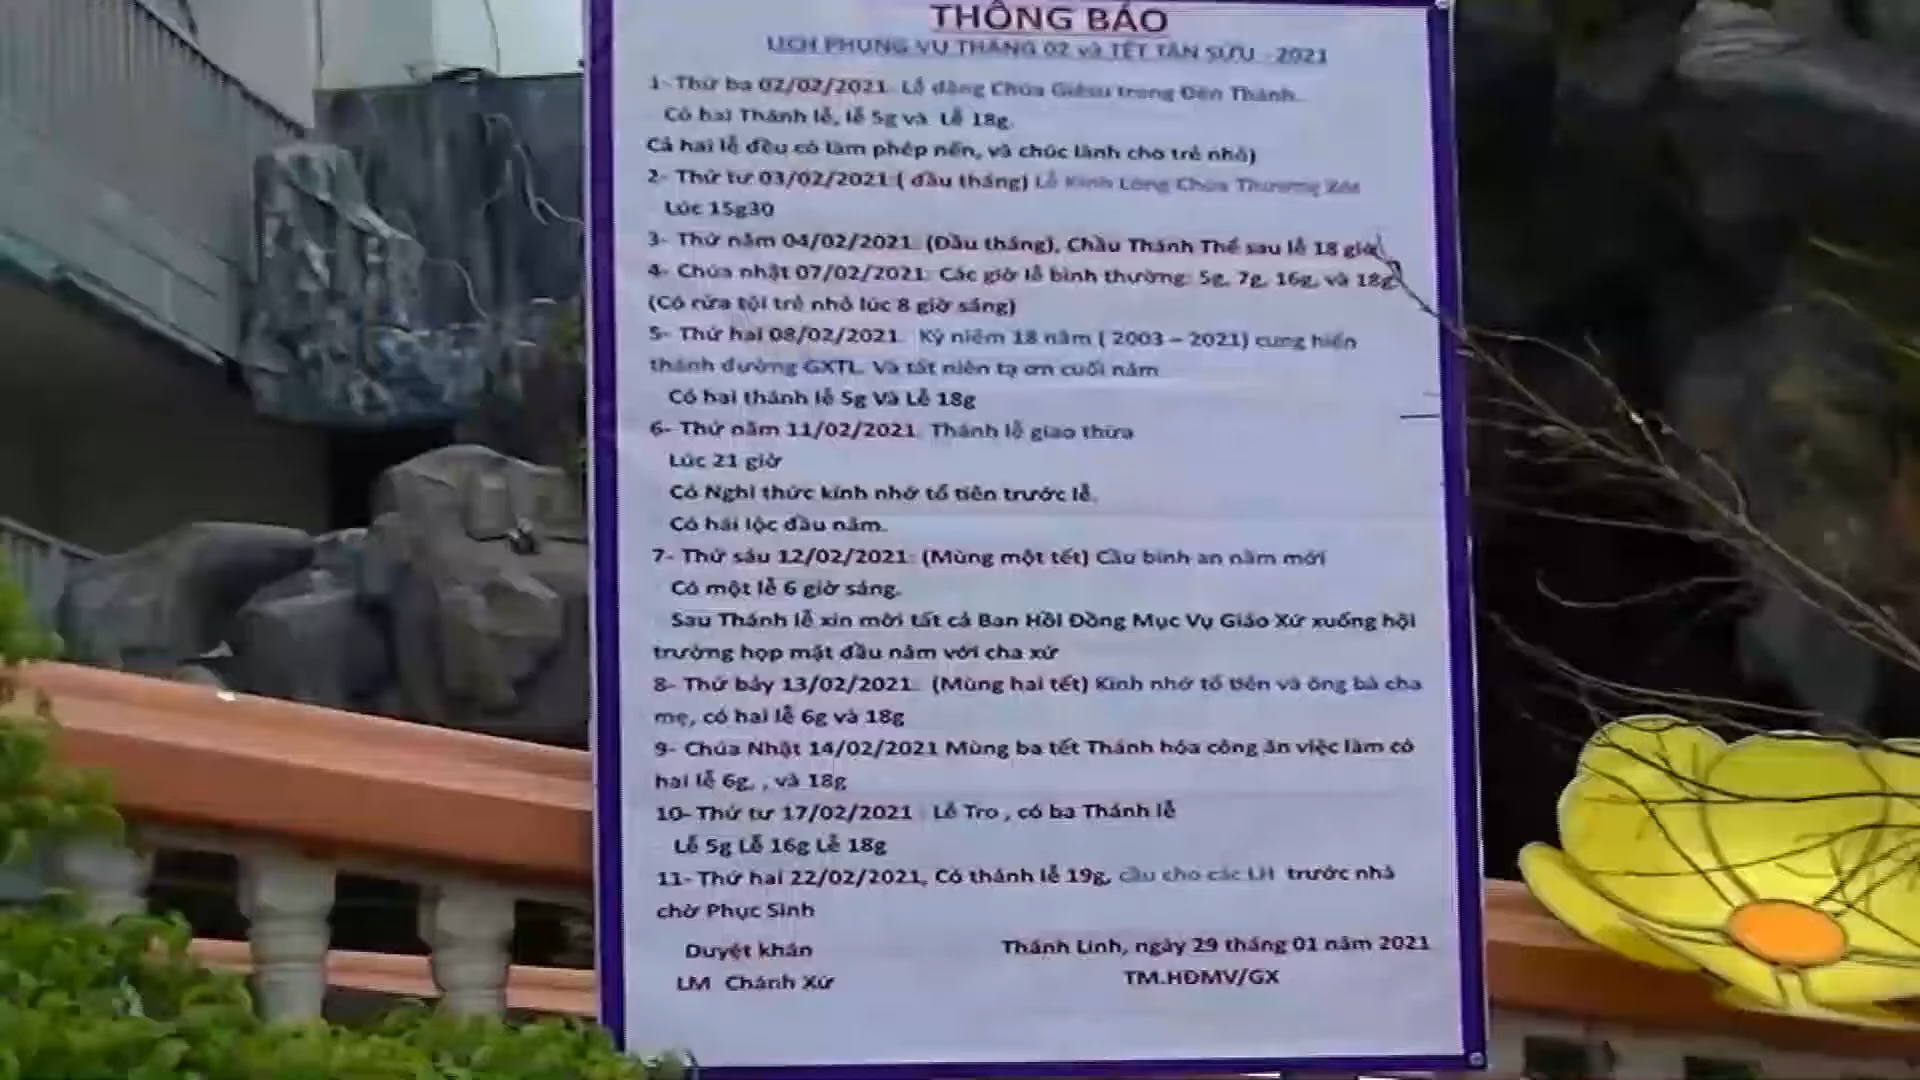 THÔNG BÁO
LỊCH PHỤNG VỤ THÁNG 02 và TẾT TÂN SỬU - 2021
1- Thứ ba 02/02/2021. Lễ dâng Chúa Giêsu trong Đền Thánh.
Có hai Thánh lễ, lễ 5g và Lễ 18g.
Cả hai lễ đều có làm phép nến, và chúc lành cho trẻ nhỏ)
2- Thứ tư 03/02/2021:( đầu tháng) Lễ Kính Lòng Chúa Thương Xót
Lúc 15g30
3- Thứ năm 04/02/2021: (Đầu tháng), Chầu Thánh Thể sau lễ 18 giờ
4- Chúa nhật 07/02/2021: Các giờ lễ bình thường: 5g, 7g, 16g, và 18g
(Có rửa tội trẻ nhỏ lúc 8 giờ sáng)
5- Thứ hai 08/02/2021. Kỷ niêm 18 năm ( 2003 – 2021) cung hiến
thánh đường GXTL. Và tất niên tạ ơn cuối năm
Có hai thánh lễ 5g Và Lễ 18g
6- Thứ năm 11/02/2021. Thánh lễ giao thừa
Lúc 21 giờ
Có Nghi thức kính nhớ tổ tiên trước lễ.
Có hái lộc đầu năm.
7- Thứ sáu 12/02/2021: (Mùng một tết) Cầu bình an năm mới
Có một lễ 6 giờ sáng.
Sau Thánh lễ xin mời tất cả Ban Hồi Đồng Mục Vụ Giáo Xứ xuống hội
trường họp mặt đầu năm với cha xứ
8- Thứ bảy 13/02/2021: (Mùng hai tết) Kính nhớ tổ tiên và ông bà cha
mẹ, có hai lễ 6g và 18g
9- Chúa Nhật 14/02/2021 Mùng ba tết Thánh hóa công ăn việc làm có
hai lễ 6g, , và 18g
10- Thứ tư 17/02/2021 : Lễ Tro , có ba Thánh lễ
Lễ 5g Lễ 16g Lễ 18g
11- Thứ hai 22/02/2021, Có thánh lễ 19g, cầu cho các LH trước nhà
chờ Phục Sinh
Duyệt khán
Thánh Linh, ngày 29 tháng 01 năm 2021
LM Chánh Xứ
TM.HĐMV/GX